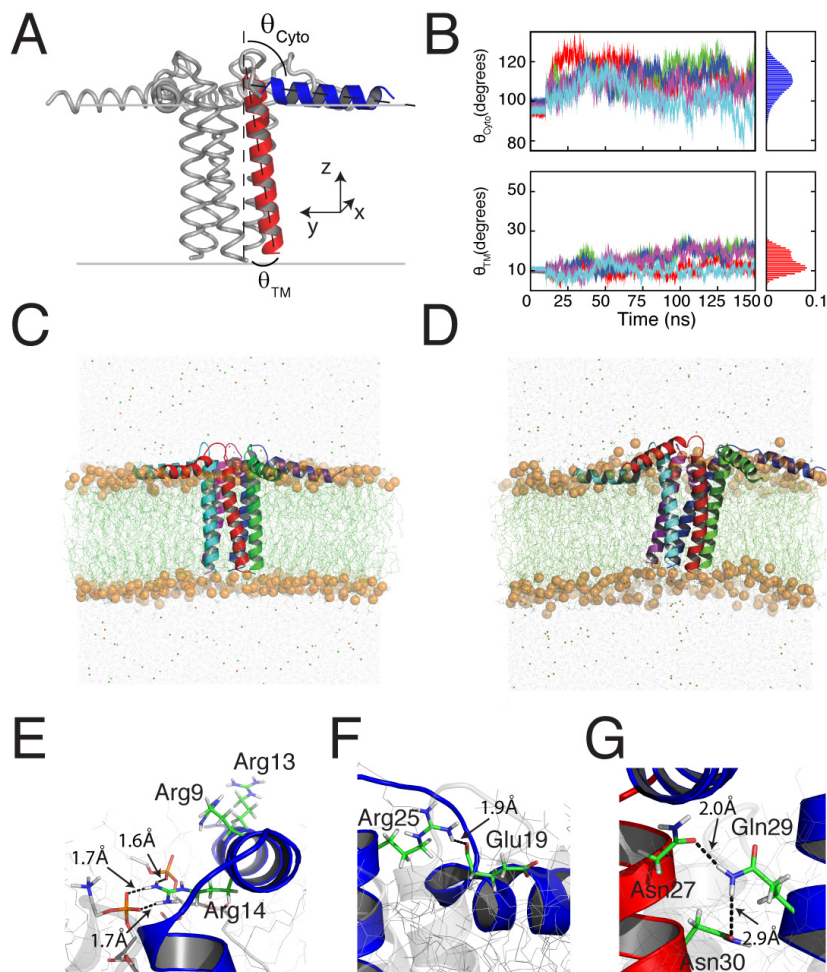 A
θCyto
z
y
x
θTM
B
θCyto(degrees)
120
100
80
θTM(degrees)
50
30
10
0
25
50
75
100
125
150
Time (ns)
0
0.1
C
D
E
Arg13
Arg9
1.6Å
1.7Å
Arg14
1.7Å
F
1.9Å
Arg25
Glu19
G
2.0Å
Gln29
Asn27
2.9Å
Asn30